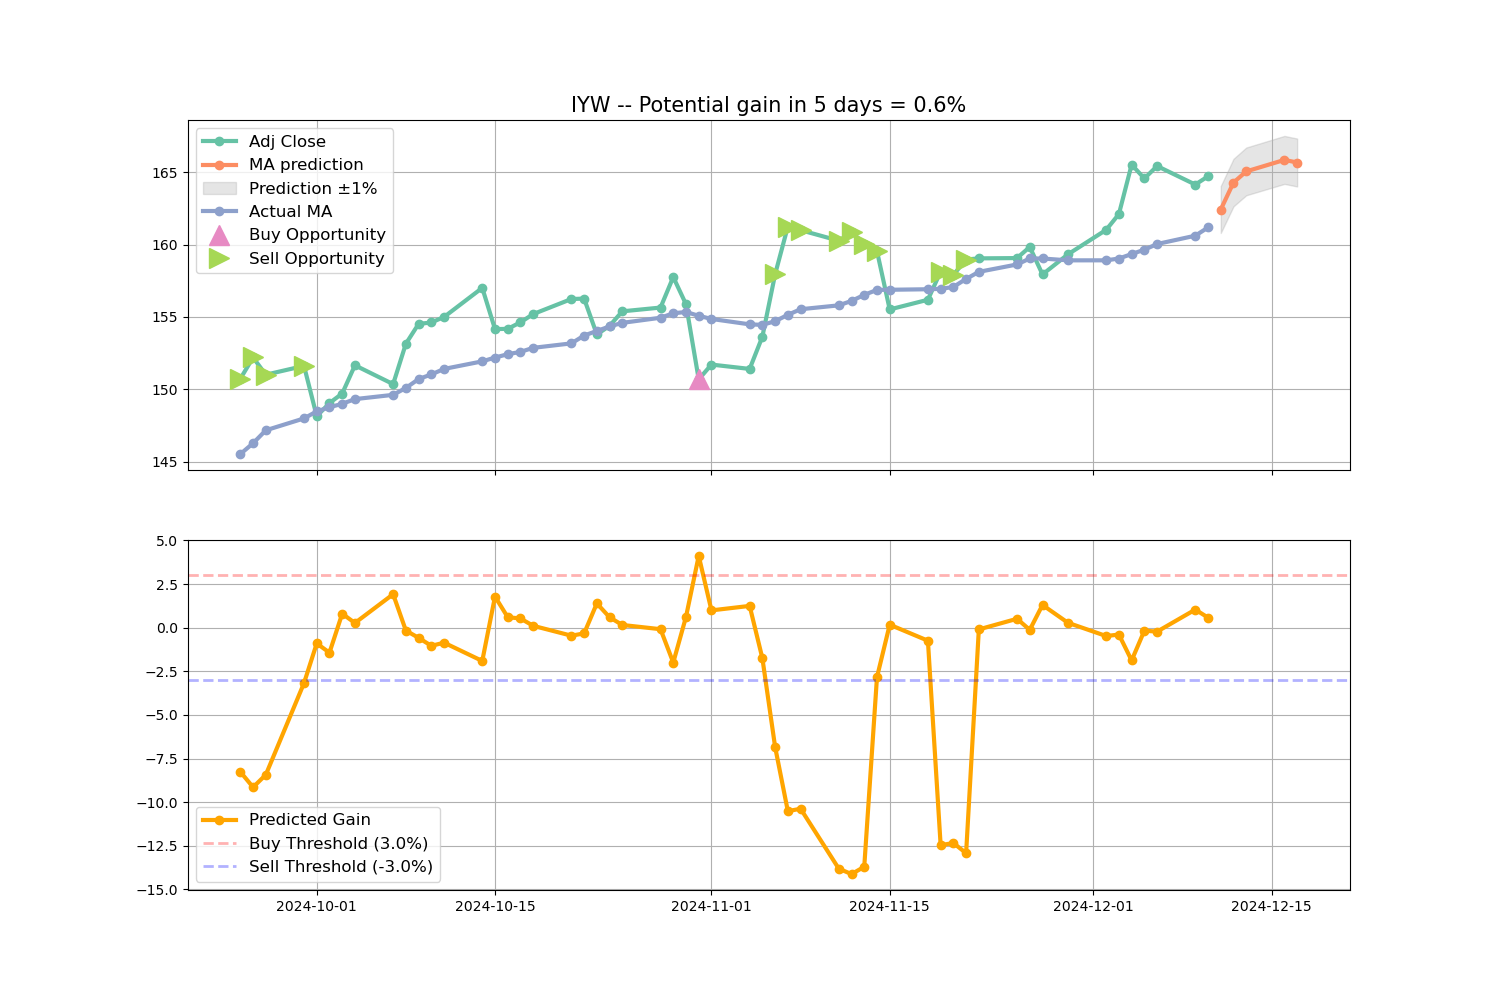 IYW -- Potential gain in 5 days = 0.6%
Adj Close
MA prediction
Prediction ±1%
Actual MA
Buy Opportunity
Sell Opportunity
165
160
155
150
145
5.0
2.5
0.0
−2.5
−5.0
−7.5
−10.0
−12.5
−15.0
Predicted Gain
Buy Threshold (3.0%)
Sell Threshold (-3.0%)
2024-10-01 2024-10-15 2024-11-01 2024-11-15 2024-12-01 2024-12-15